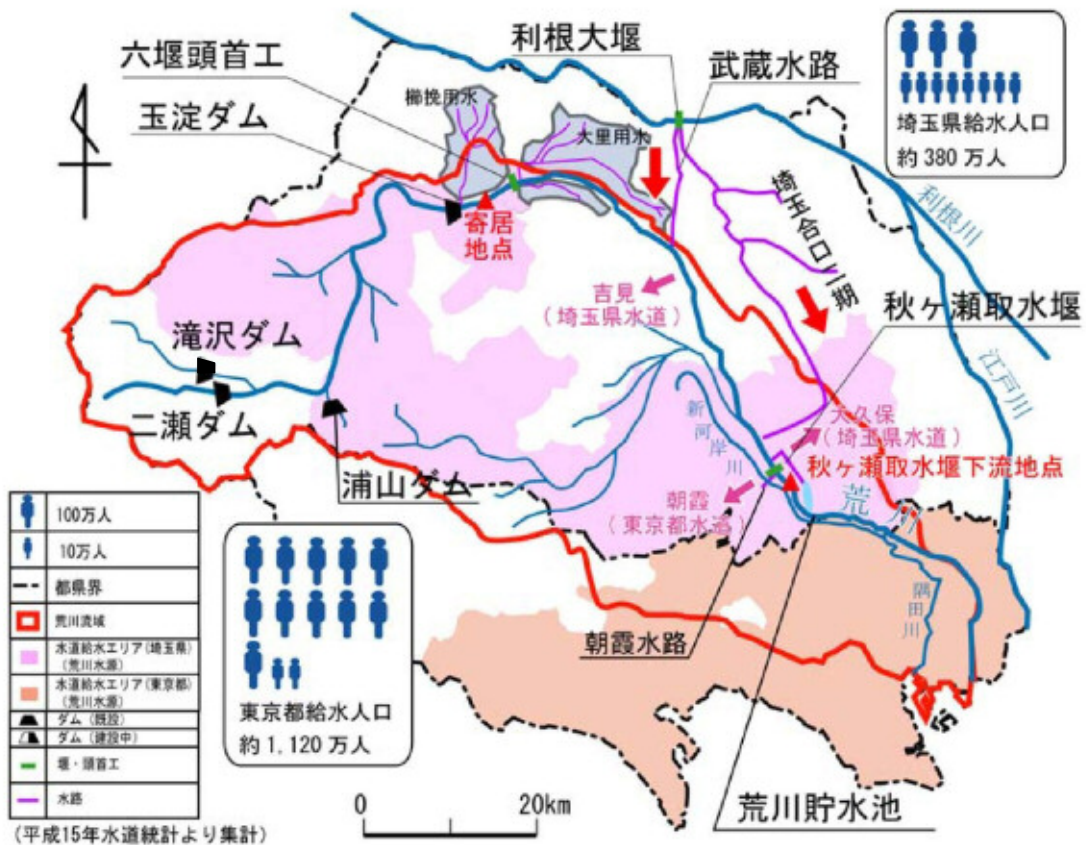 六堰頭首工
利根大堰
武蔵水路
玉淀ダム
櫛挽用水
大里用水
埼玉県給水人口
約380万人
寄居
地点
埼玉合口二期
利根川
吉見
(埼玉県水道)
秋ヶ瀬取水堰
滝沢ダム
二瀬ダム
江戸川
新河岸川
大久保
(埼玉県水道)
秋ヶ瀬取水堰下流地点
浦山ダム
朝霞
(東京都水道)
荒川
隅田川
朝霞水路
荒川貯水池
東京都給水人口
約1,120万人
100万人
10万人
都県界
荒川流域
水道給水エリア(埼玉県)
(荒川水源)
水道給水エリア(東京都)
(荒川水源)
ダム(既設)
ダム(建設中)
堰・頭首工
水路
0 20km
(平成15年水道統計より集計)